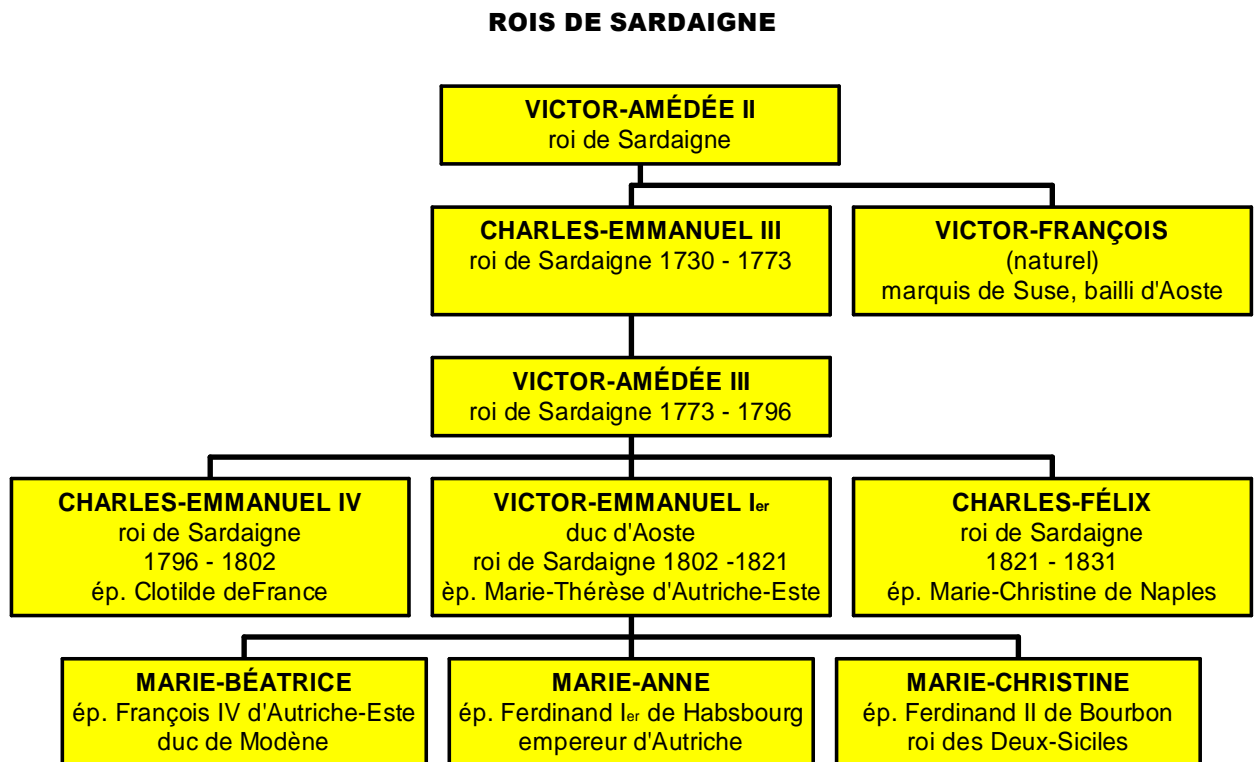 ROIS DE SARDAIGNE
VICTOR-AMÉDÉE II
roi de Sardaigne
CHARLES-EMMANUEL III
roi de Sardaigne 1730 - 1773
VICTOR-FRANÇOIS
(naturel)
marquis de Suse, bailli d'Aoste
VICTOR-AMÉDÉE III
roi de Sardaigne 1773 - 1796
CHARLES-EMMANUEL IV
roi de Sardaigne
1796 - 1802
ép. Clotilde deFrance
VICTOR-EMMANUEL Ier
duc d'Aoste
roi de Sardaigne 1802 -1821
èp. Marie-Thérèse d'Autriche-Este
CHARLES-FÉLIX
roi de Sardaigne
1821 - 1831
ép. Marie-Christine de Naples
MARIE-BÉATRICE
ép. François IV d'Autriche-Este
duc de Modène
MARIE-ANNE
ép. Ferdinand Ier de Habsbourg
empereur d'Autriche
MARIE-CHRISTINE
ép. Ferdinand II de Bourbon
roi des Deux-Siciles